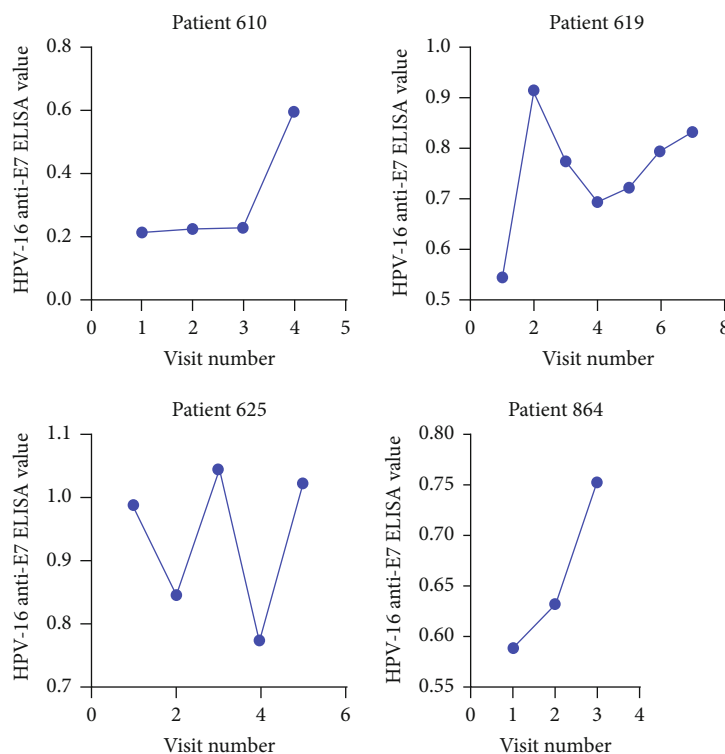 Patient 610
HPV-16 anti-E7 ELISA value
0.8
0.6
0.4
0.2
0.0
0 1 2 3 4 5
Visit number
Patient 619
HPV-16 anti-E7 ELISA value
1.0
0.9
0.8
0.7
0.6
0.5
0 2 4 6 8
Visit number
Patient 625
HPV-16 anti-E7 ELISA value
1.1
1.0
0.9
0.8
0.7
0 2 4 6
Visit number
Patient 864
HPV-16 anti-E7 ELISA value
0.80
0.75
0.70
0.65
0.60
0.55
0 1 2 3 4
Visit number